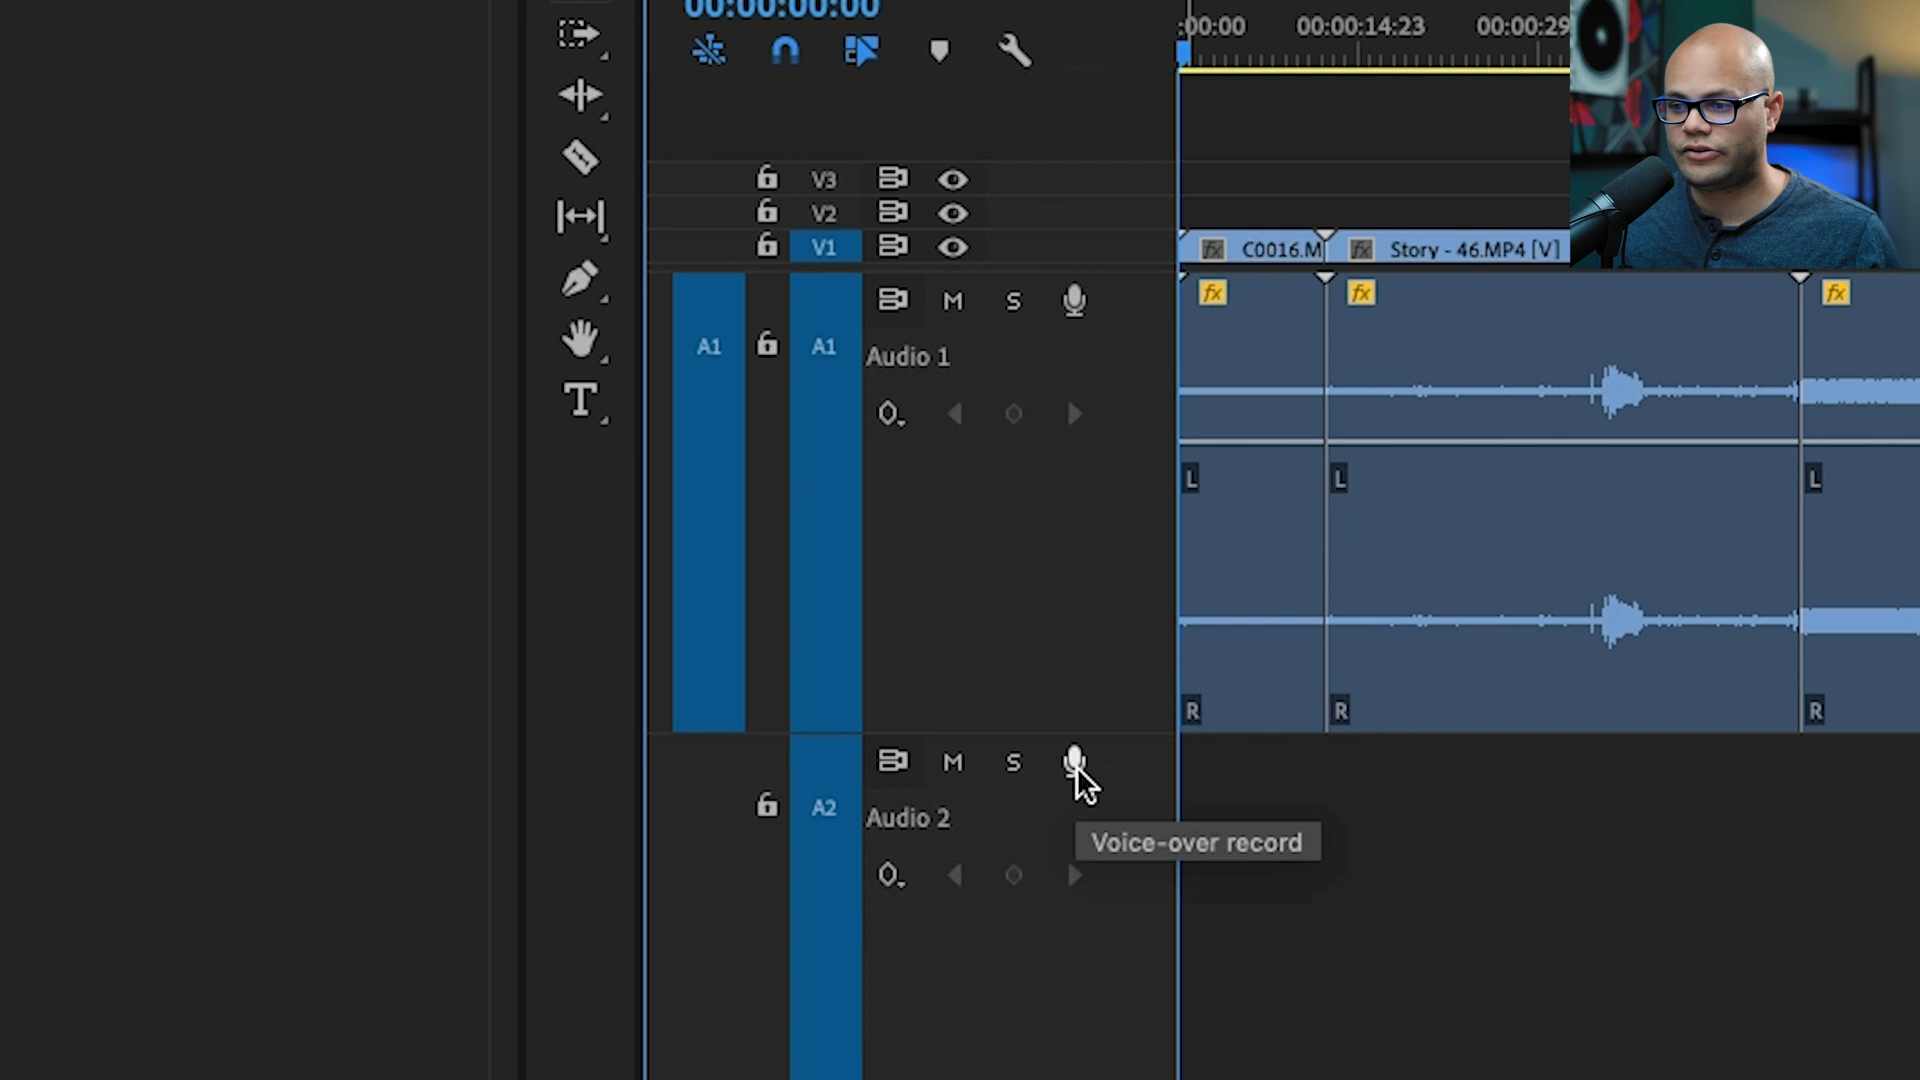 00:00:00:00
:00:00 00:00:14:23 00:00:29
V3
V2
V1
fx C0016.M fx Story - 46.MP4 [V]
M S fx fx fx
A1 A1 Audio 1
L L L
R R R
M S
A2 Audio 2
Voice-over record
T